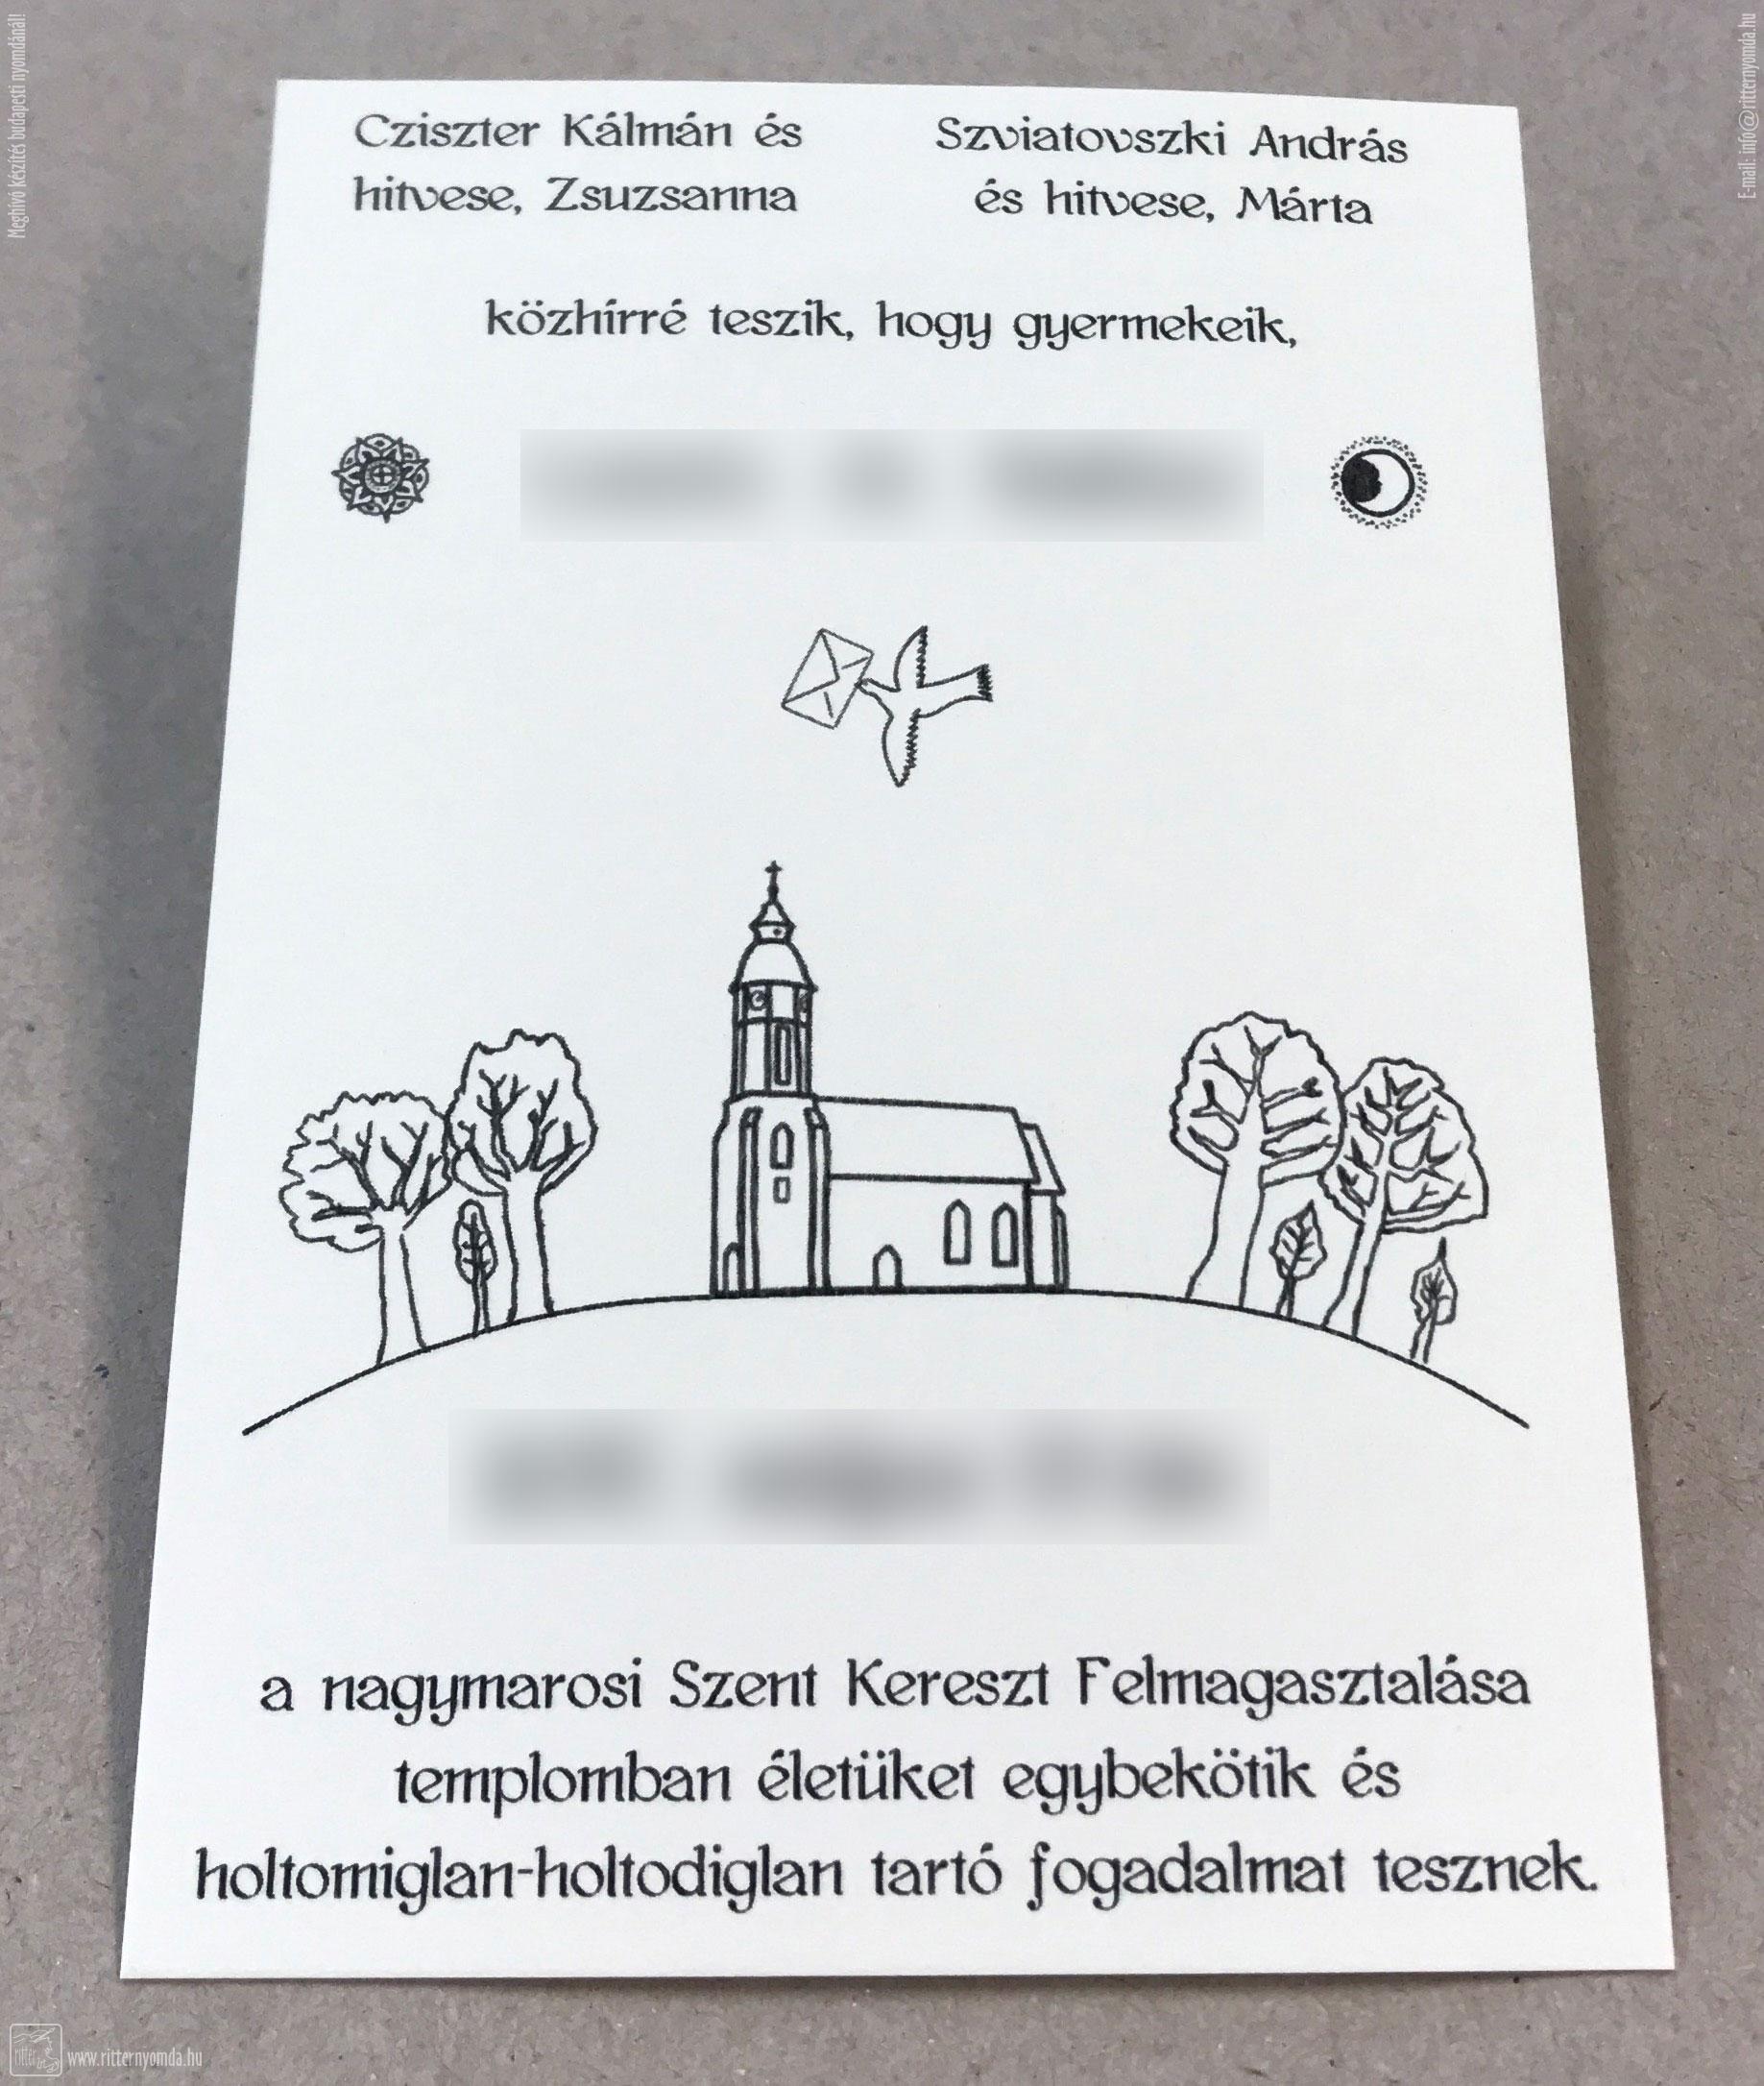 Meghívó készítés budapesti nyomdánál!
E-mail: info@ritternyomda.hu
Cziszter Kálmán és
hitvese, Zsuzsanna
Szviatovszki András
és hitvese, Márta
közhírré teszik, hogy gyermekeik,
a nagymarosi Szent Kereszt Felmagasztalása
templomban életüket egybekötik és
holtomiglan-holtodiglan tartó fogadalmat tesznek.
www.ritternyomda.hu